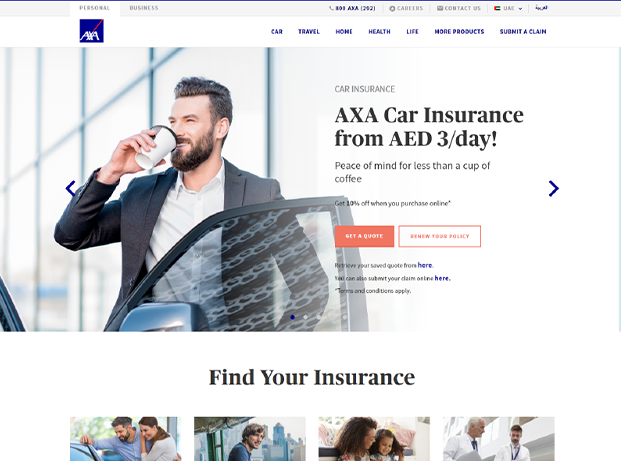 PERSONAL
BUSINESS
800 AXA (292)
CAREERS
CONTACT US
UAE
العربية
AXA
CAR
TRAVEL
HOME
HEALTH
LIFE
MORE PRODUCTS
SUBMIT A CLAIM
CAR INSURANCE
AXA Car Insurance
from AED 3/day!
Peace of mind for less than a cup of
coffee
Get 10% off when you purchase online*
GET A QUOTE
RENEW YOUR POLICY
Retrieve your saved quote from here.
You can also submit your claim online here.
*Terms and conditions apply.
Find Your Insurance